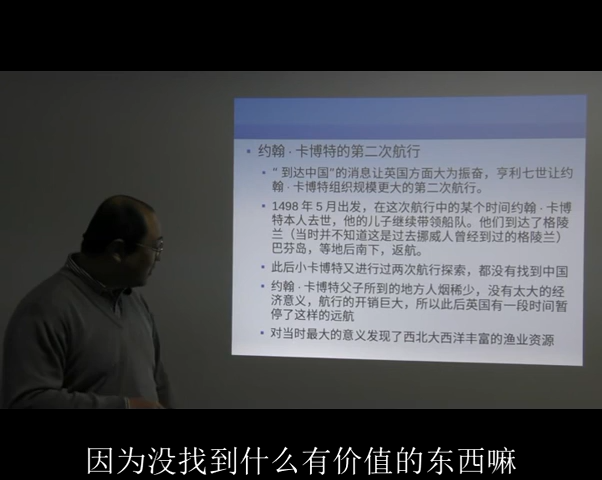 约翰·卡博特的第二次航行
“到达中国”的消息让英国方面大为振奋，亨利七世让约
翰·卡博特组织规模更大的第二次航行。
1498 年 5 月出发，在这次航行中的某个时间约翰·卡博
特本人去世，他的儿子继续带领船队。他们到达了格陵
兰（当时并不知道这是过去挪威人曾经到过的格陵兰）
巴芬岛，等地后南下，返航。
此后小卡博特又进行过两次航行探索，都没有找到中国
约翰·卡博特父子所到的地方人烟稀少，没有太大的经
济意义，航行的开销巨大，所以此后英国有一段时间暂
停了这样的远航
对当时最大的意义发现了西北大西洋丰富的渔业资源
因为没找到什么有价值的东西嘛